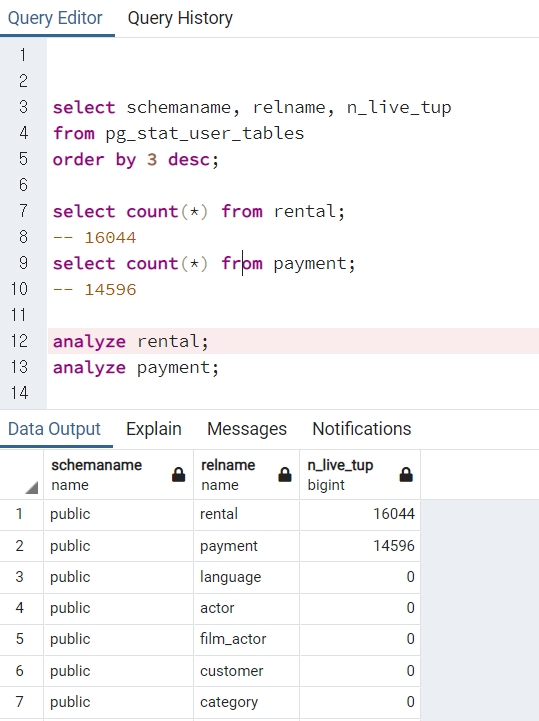 Query Editor Query History
1
2
3 select schemaname, relname, n_live_tup
4 from pg_stat_user_tables
5 order by 3 desc;
6
7 select count(*) from rental;
8 -- 16044
9 select count(*) from payment;
10 -- 14596
11
12 analyze rental;
13 analyze payment;
14
Data Output Explain Messages Notifications
schemaname relname n_live_tup
name name bigint
1 public rental 16044
2 public payment 14596
3 public language 0
4 public actor 0
5 public film_actor 0
6 public customer 0
7 public category 0